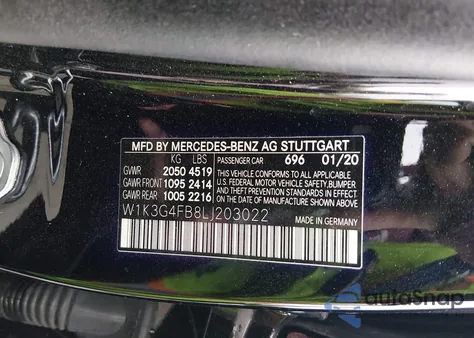 MFD BY MERCEDES-BENZ AG STUTTGART
KG LBS PASSENGER CAR 696 01/20
GVWR 2050 4519
GAWR FRONT 1095 2414
GAWR REAR 1005 2216
THIS VEHICLE CONFORMS TO ALL APPLICABLE
U.S. FEDERAL MOTOR VEHICLE SAFETY,BUMPER,
AND THEFT PREVENTION STANDARDS IN EFFECT
ON THE DATE OF MANUFACTURE SHOWN ABOVE.
W1K3G4FB8LJ203022
MADE IN GERMANY
autoSnap